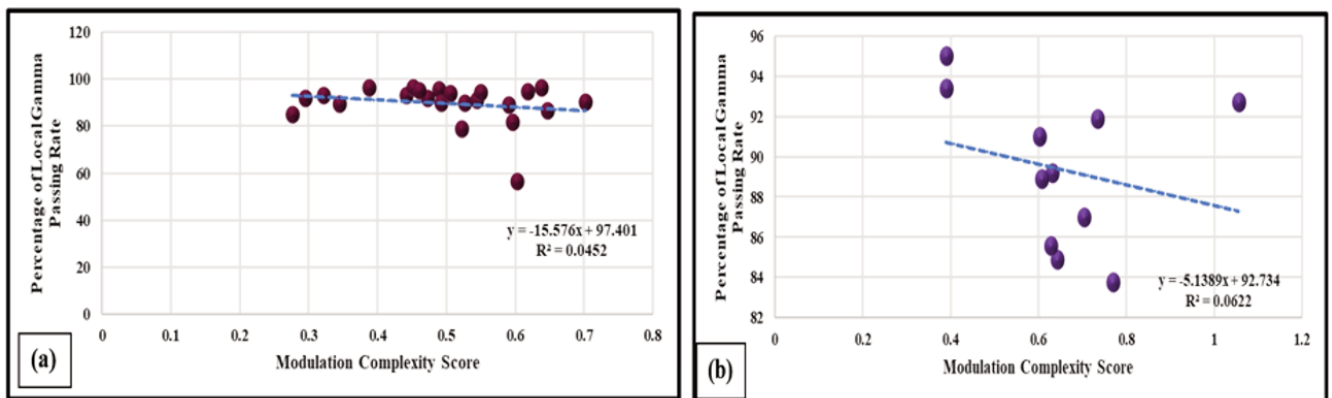 120
100
80
60
40
20
0
Percentage of Local Gamma
Passing Rate
y = -15.576x + 97.401
R² = 0.0452
0 0.1 0.2 0.3 0.4 0.5 0.6 0.7 0.8
Modulation Complexity Score
(a)
96
94
92
90
88
86
84
82
Percentage of Local Gamma
Passing Rate
y = -5.1389x + 92.734
R² = 0.0622
0 0.2 0.4 0.6 0.8 1 1.2
Modulation Complexity Score
(b)